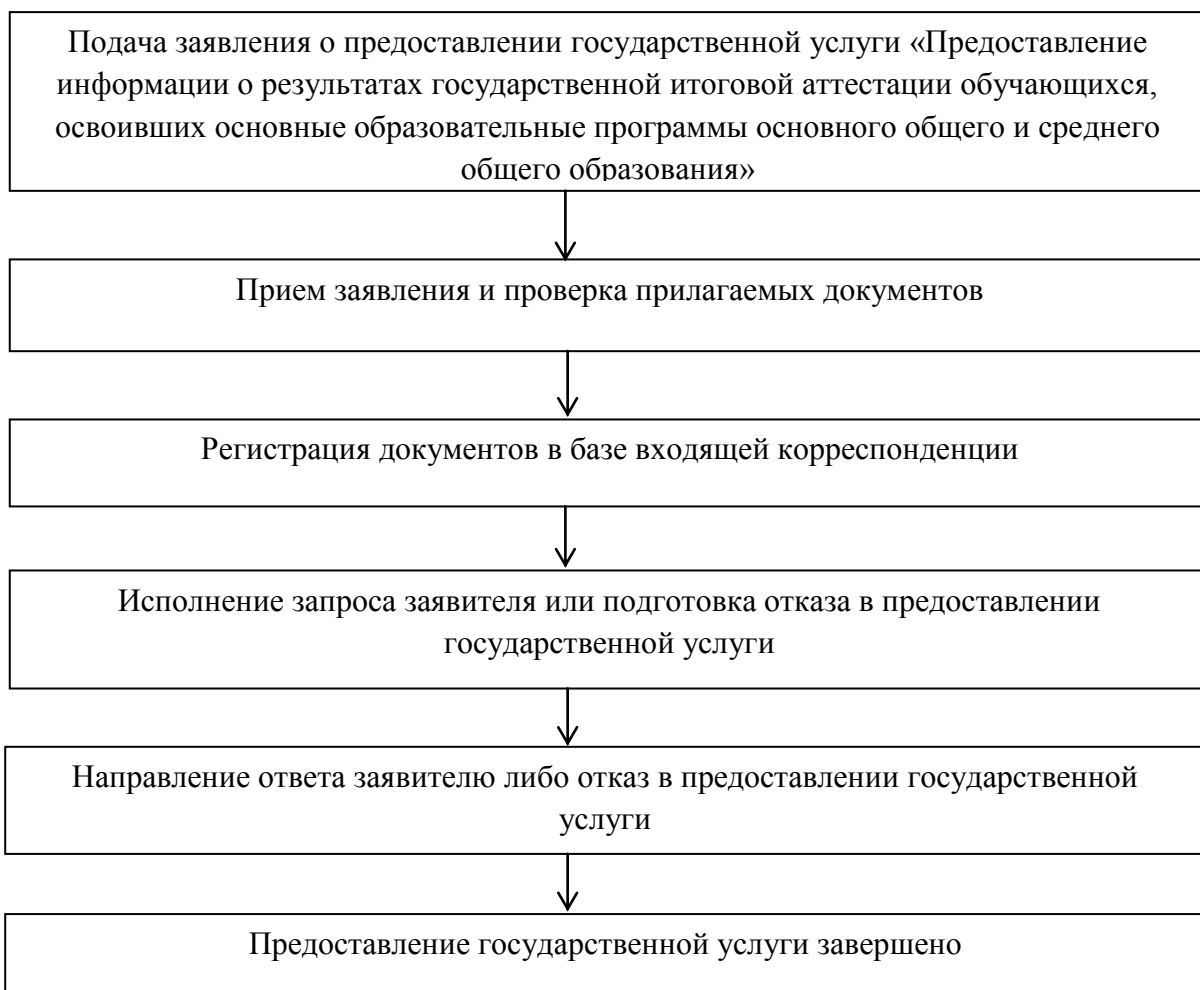 Подача заявления о предоставлении государственной услуги «Предоставление
информации о результатах государственной итоговой аттестации обучающихся,
освоивших основные образовательные программы основного общего и среднего
общего образования»
Прием заявления и проверка прилагаемых документов
Регистрация документов в базе входящей корреспонденции
Исполнение запроса заявителя или подготовка отказа в предоставлении
государственной услуги
Направление ответа заявителю либо отказ в предоставлении государственной
услуги
Предоставление государственной услуги завершено